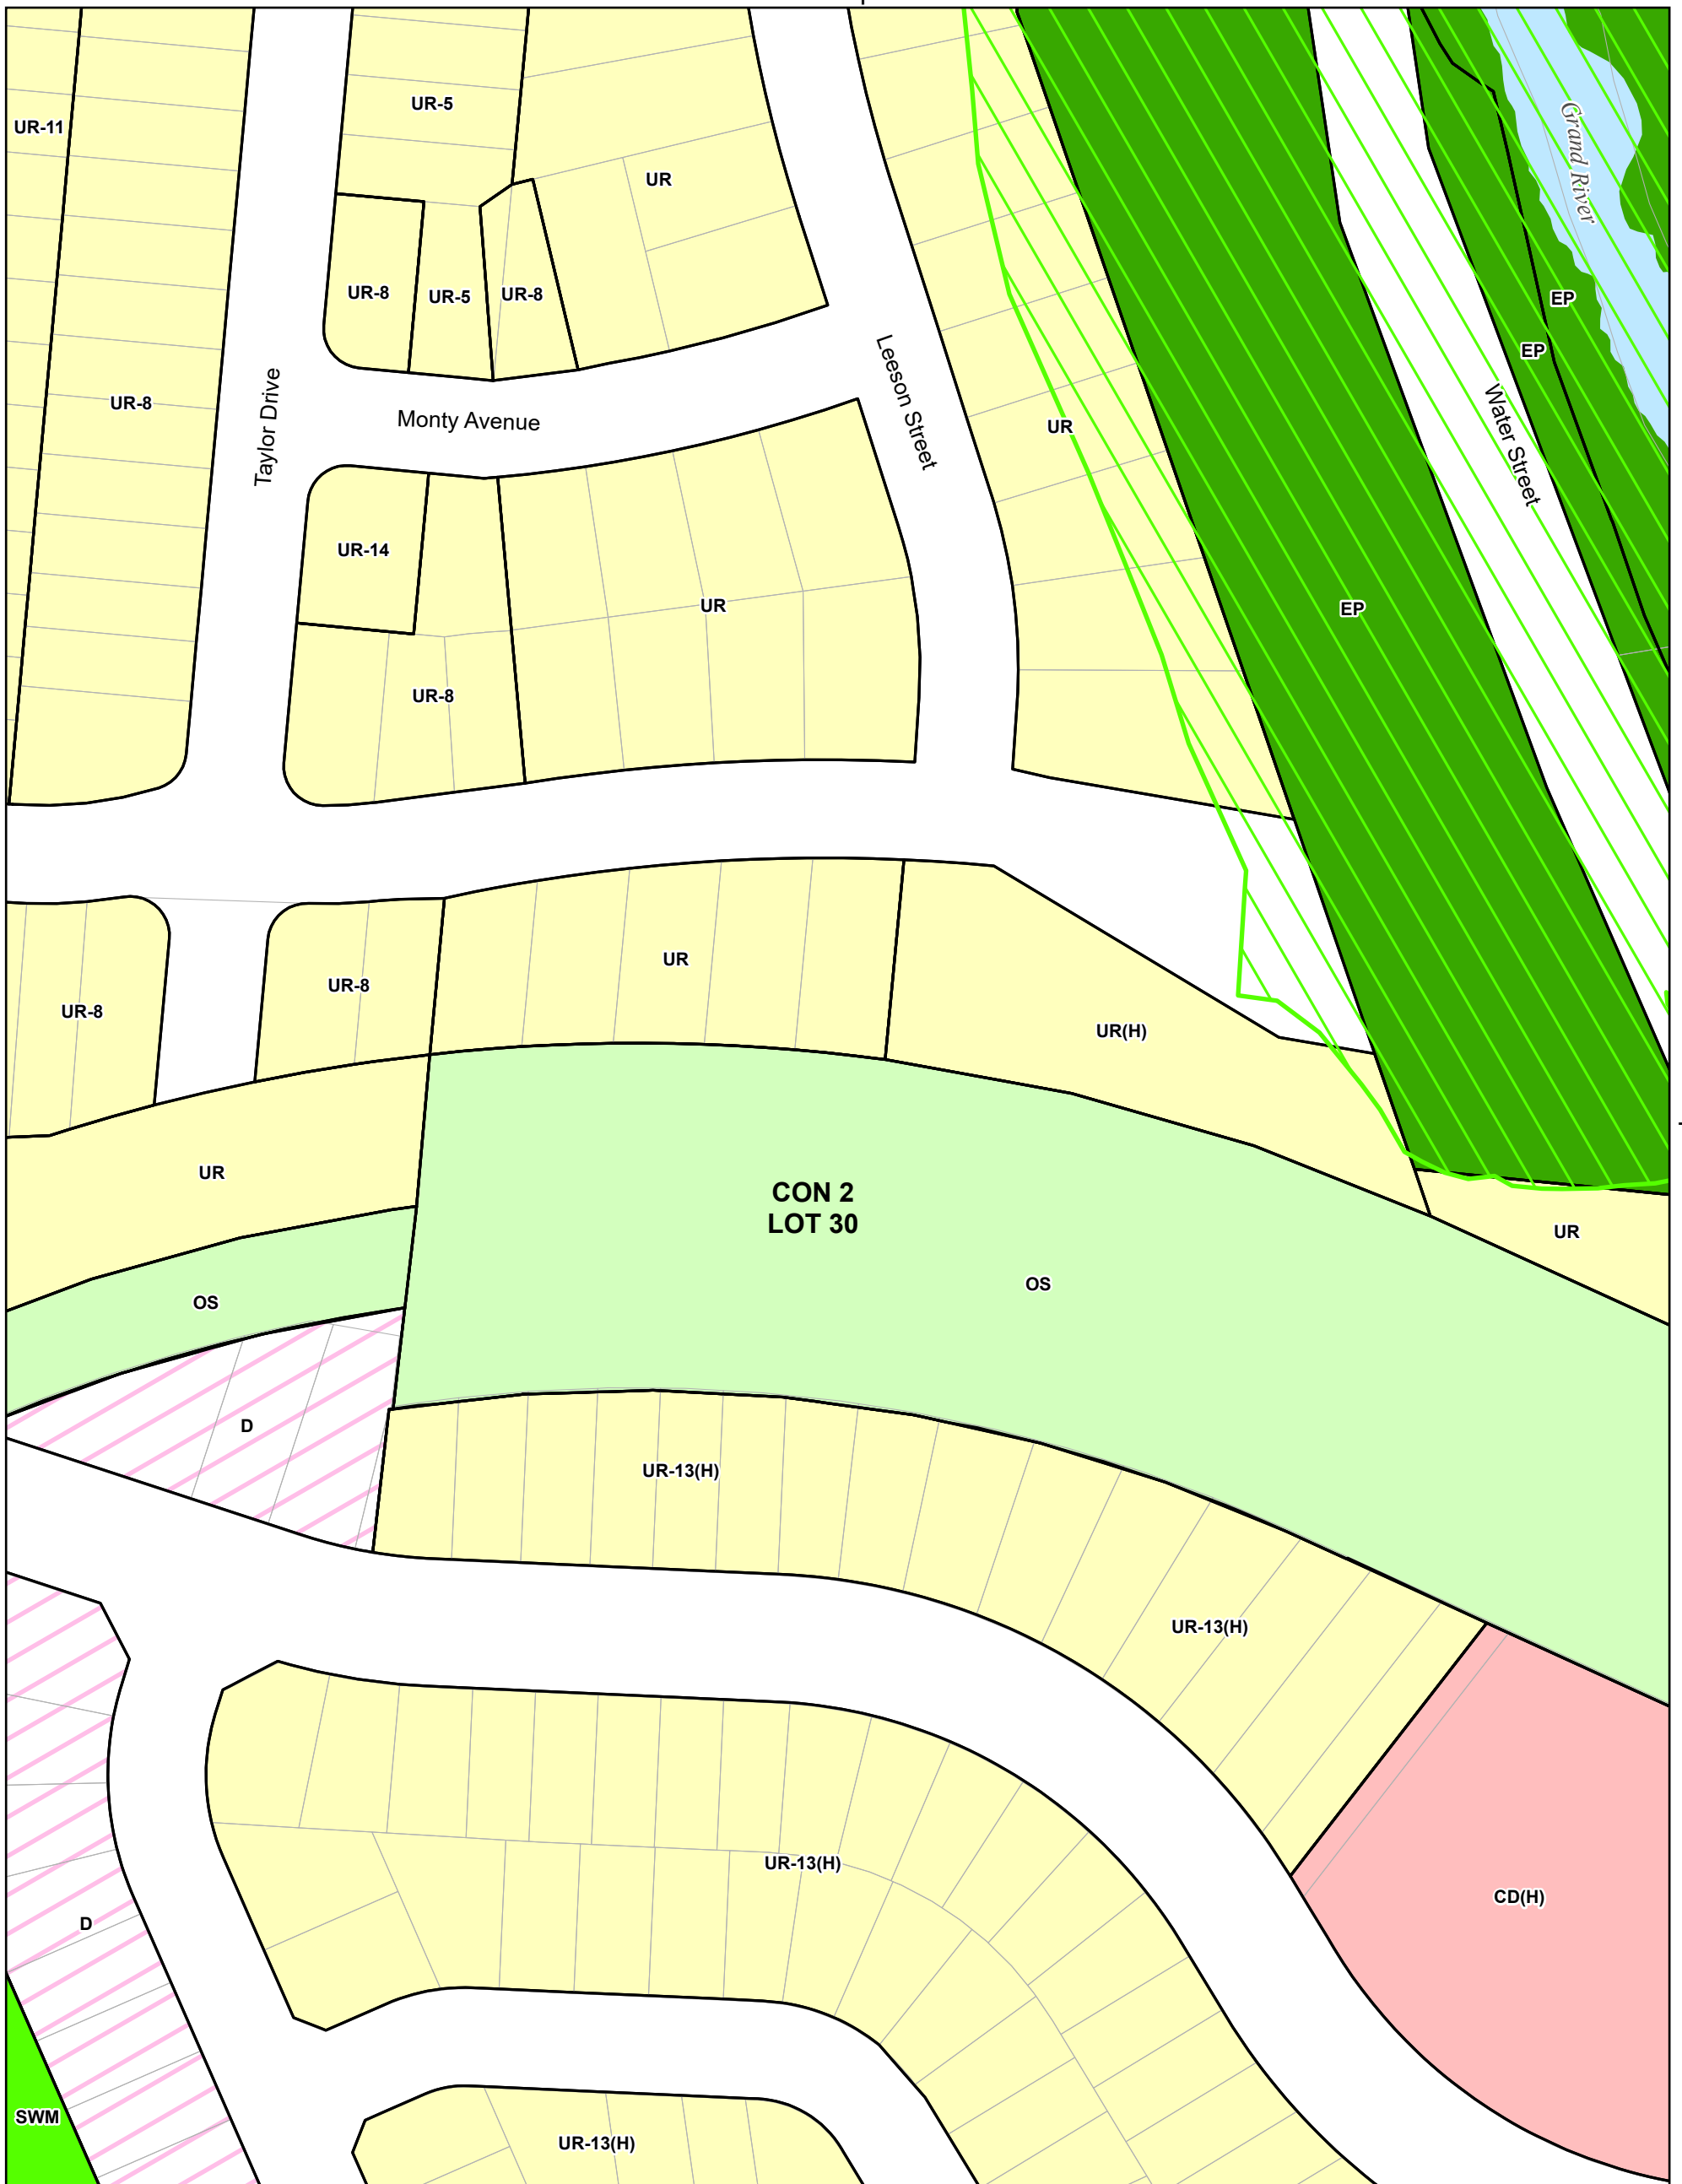 UR-5
UR-11
UR
Grand River
UR-8
UR-5
UR-8
EP
EP
UR-8
Taylor Drive
Monty Avenue
Leeson Street
UR
Water Street
UR-14
UR
EP
UR-8
UR
UR-8
UR-8
UR(H)
UR
CON 2
LOT 30
UR
OS
OS
D
UR-13(H)
UR-13(H)
UR-13(H)
CD(H)
D
SWM
UR-13(H)